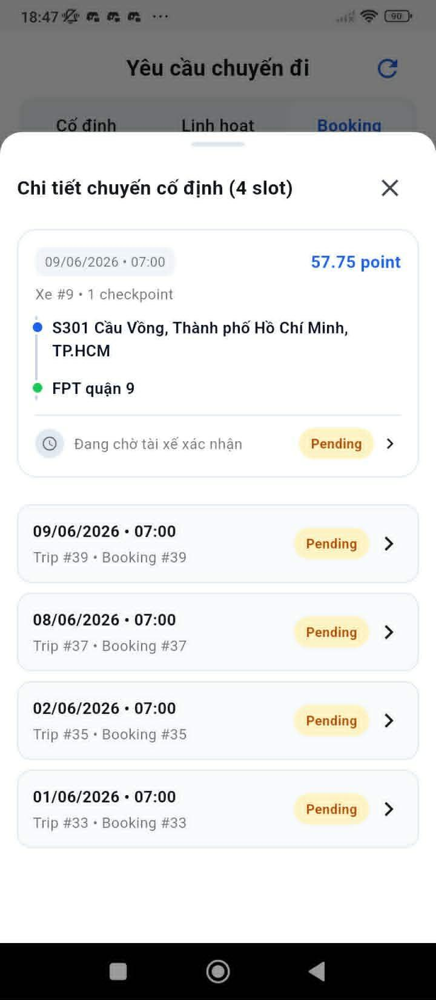 18:47
90
Yêu cầu chuyến đi
Cố định
Linh hoạt
Booking
Chi tiết chuyến cố định (4 slot)
09/06/2026 • 07:00
57.75 point
Xe #9 • 1 checkpoint
S301 Cầu Vồng, Thành phố Hồ Chí Minh,
TP.HCM
FPT quận 9
Đang chờ tài xế xác nhận
Pending
09/06/2026 • 07:00
Pending
Trip #39 • Booking #39
08/06/2026 • 07:00
Pending
Trip #37 • Booking #37
02/06/2026 • 07:00
Pending
Trip #35 • Booking #35
01/06/2026 • 07:00
Pending
Trip #33 • Booking #33